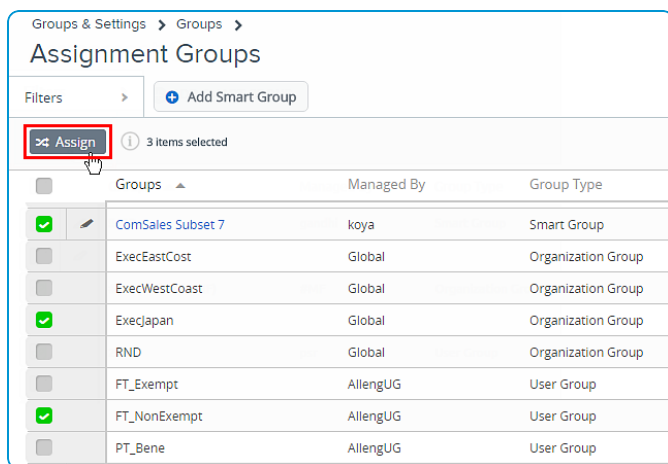 Groups & Settings > Groups >
Assignment Groups
Filters > Add Smart Group
Assign i 3 items selected
Groups Managed By Group Type
ComSales Subset 7 koya Smart Group
ExecEastCost Global Organization Group
ExecWestCoast Global Organization Group
ExecJapan Global Organization Group
RND Global Organization Group
FT_Exempt AllengUG User Group
FT_NonExempt AllengUG User Group
PT_Bene AllengUG User Group